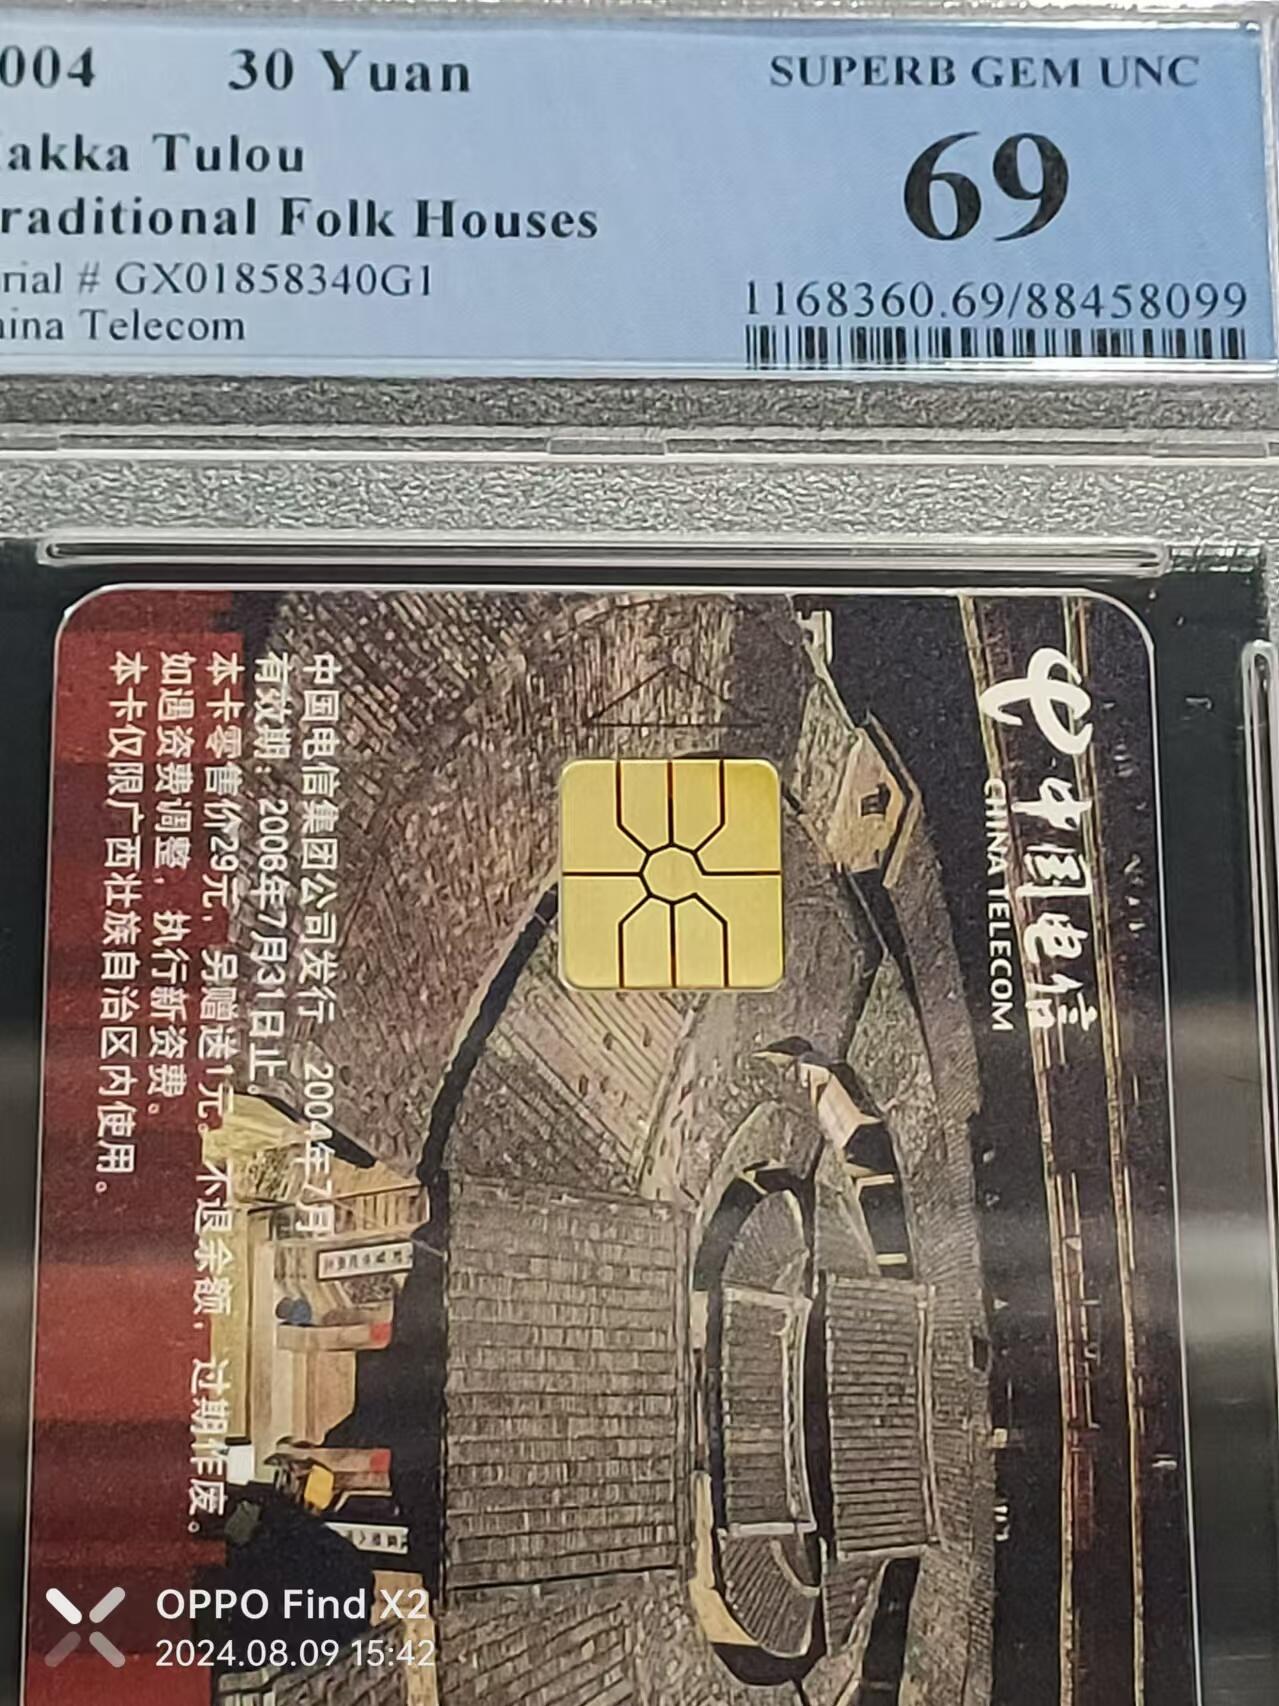 004 30 Yuan
akka Tulou
raditional Folk Houses
rial # GX01858340G1
ina Telecom
SUPERB GEM UNC
69
1168360.69/88458099
中国电信
CHINA TELECOM
中国电信集团公司发行 2004年7月
有效期：2006年7月31日止。
本卡零售价29元，另赠送1元。不退余额，过期作废。
如遇资费调整，执行新资费。
本卡仅限广西壮族自治区内使用。
OPPO Find X2
2024.08.09 15:42